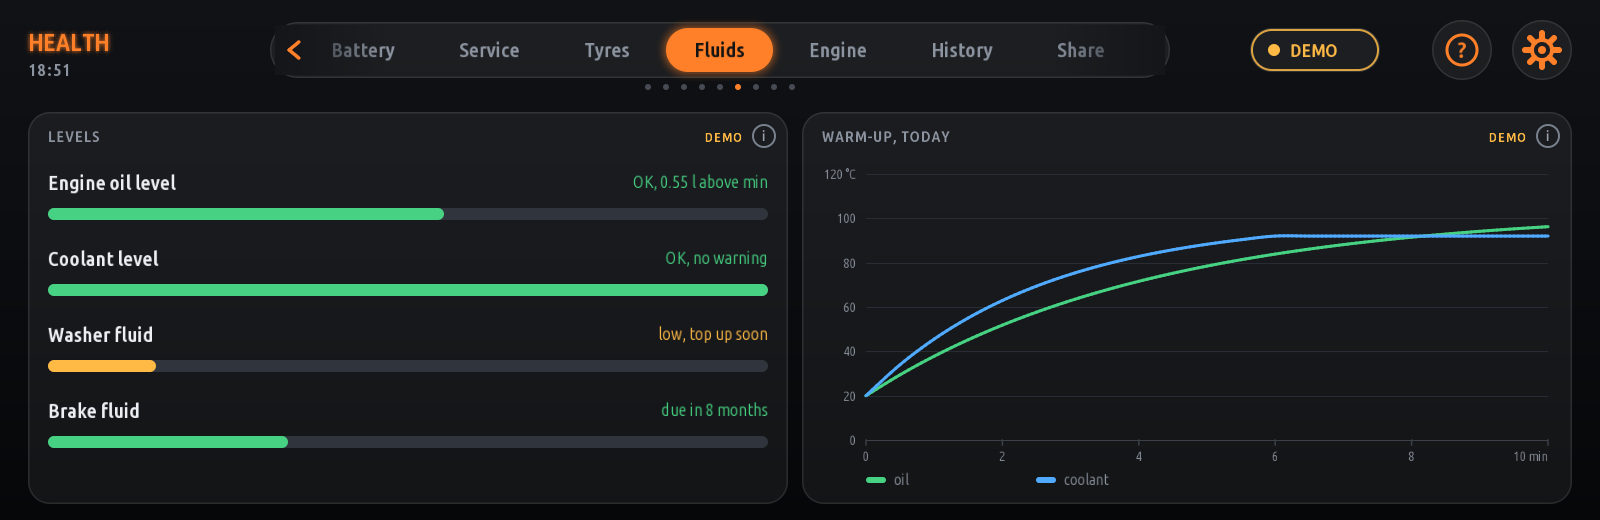 HEALTH
18:51
Battery Service Tyres Fluids Engine History Share
DEMO
?
LEVELS
DEMO i
Engine oil level OK, 0.55 l above min
Coolant level OK, no warning
Washer fluid low, top up soon
Brake fluid due in 8 months
WARM-UP, TODAY
DEMO i
120 °C
100
80
60
40
20
0
0 2 4 6 8 10 min
oil coolant